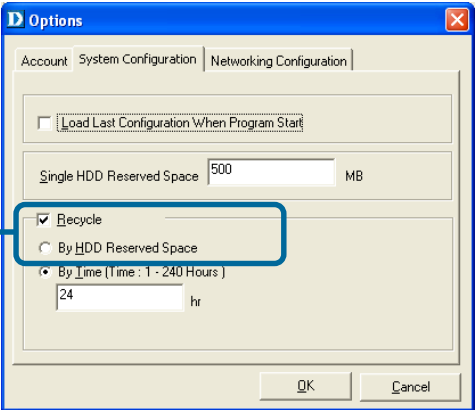 D Options
Account System Configuration Networking Configuration
Load Last Configuration When Program Start
Single HDD Reserved Space 500 MB
Recycle
By HDD Reserved Space
By Time (Time : 1 - 240 Hours )
24 hr
OK Cancel